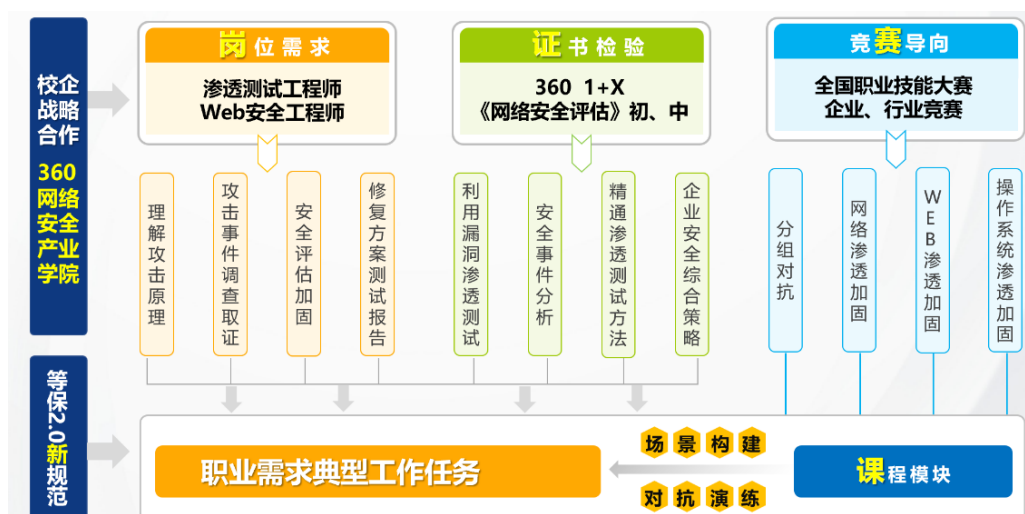 校企
战略
合作
360
网络
安全
产业
学院
岗位需求
渗透测试工程师
Web安全工程师
证书检验
360 1+X
《网络安全评估》初、中
竞赛导向
全国职业技能大赛
企业、行业竞赛
理解攻击原理
攻击事件调查取证
安全评估加固
修复方案测试报告
利用漏洞渗透测试
安全事件分析
精通渗透测试方法
企业安全综合策略
分组对抗
网络渗透加固
WEB渗透加固
操作系统渗透加固
等保2.0新规范
职业需求典型工作任务
场景构建
对抗演练
课程模块